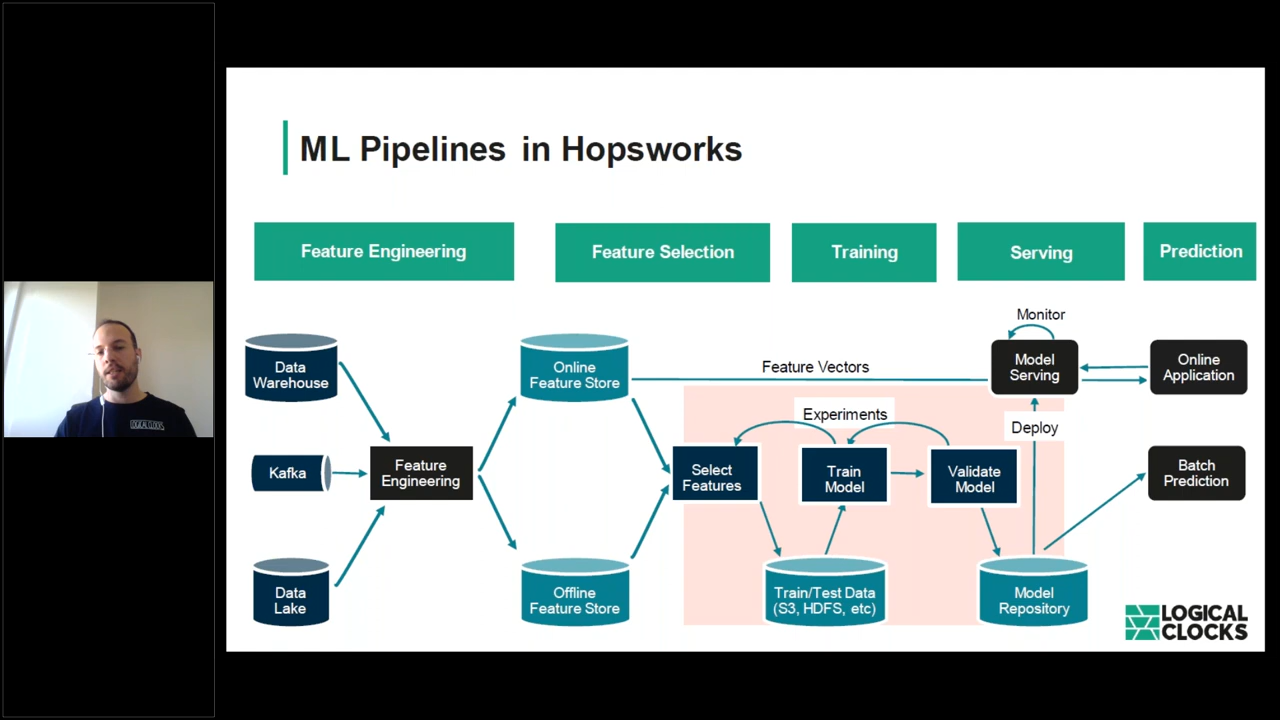 ML Pipelines in Hopsworks
Feature Engineering
Feature Selection
Training
Serving
Prediction
Monitor
Data
Warehouse
Online
Feature Store
Feature Vectors
Model
Serving
Online
Application
Experiments
Deploy
Kafka
Feature
Engineering
Select
Features
Train
Model
Validate
Model
Batch
Prediction
Data
Lake
Offline
Feature Store
Train/Test Data
(S3, HDFS, etc)
Model
Repository
LOGICAL
CLOCKS
LOGICAL CLOCKS